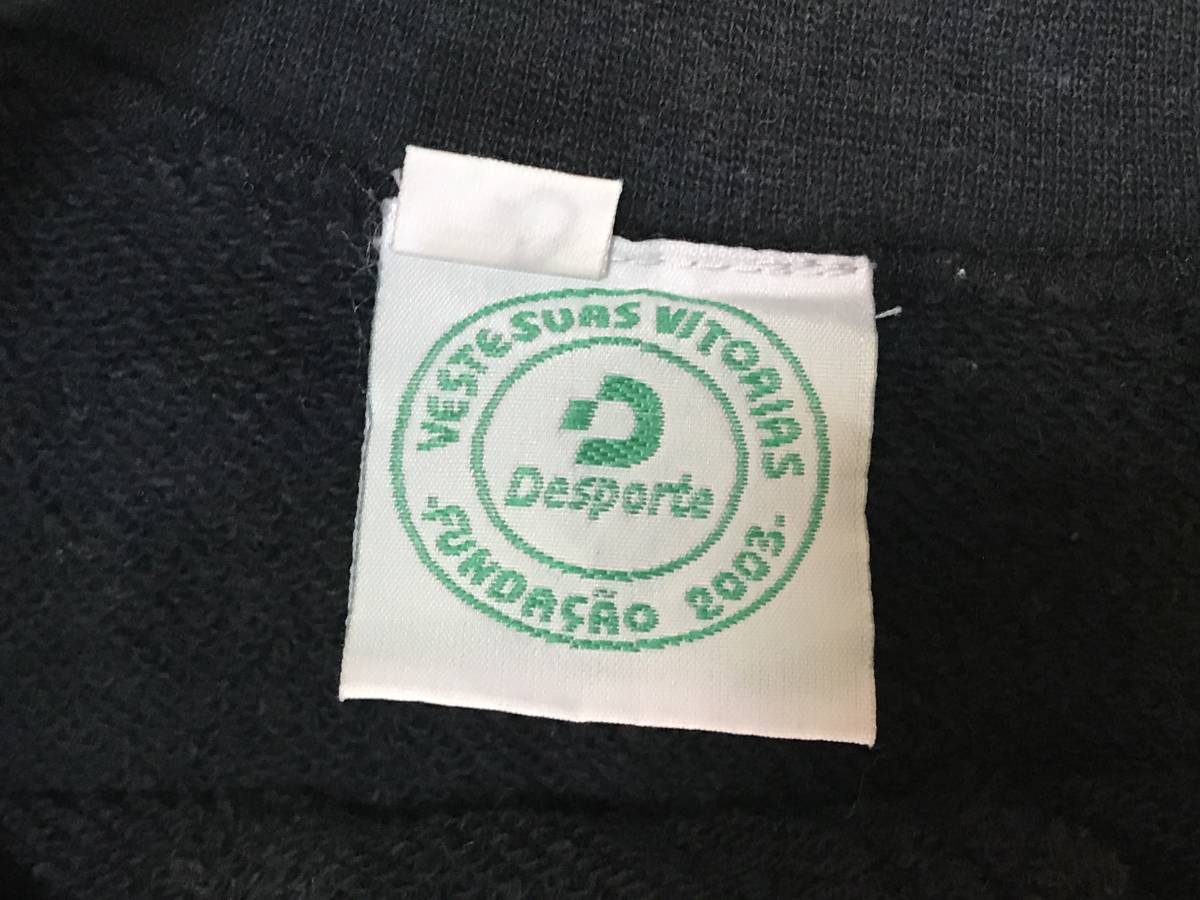 VESTE SUAS VITORIAS
Desporte
"FUNDAÇÃO 2003"